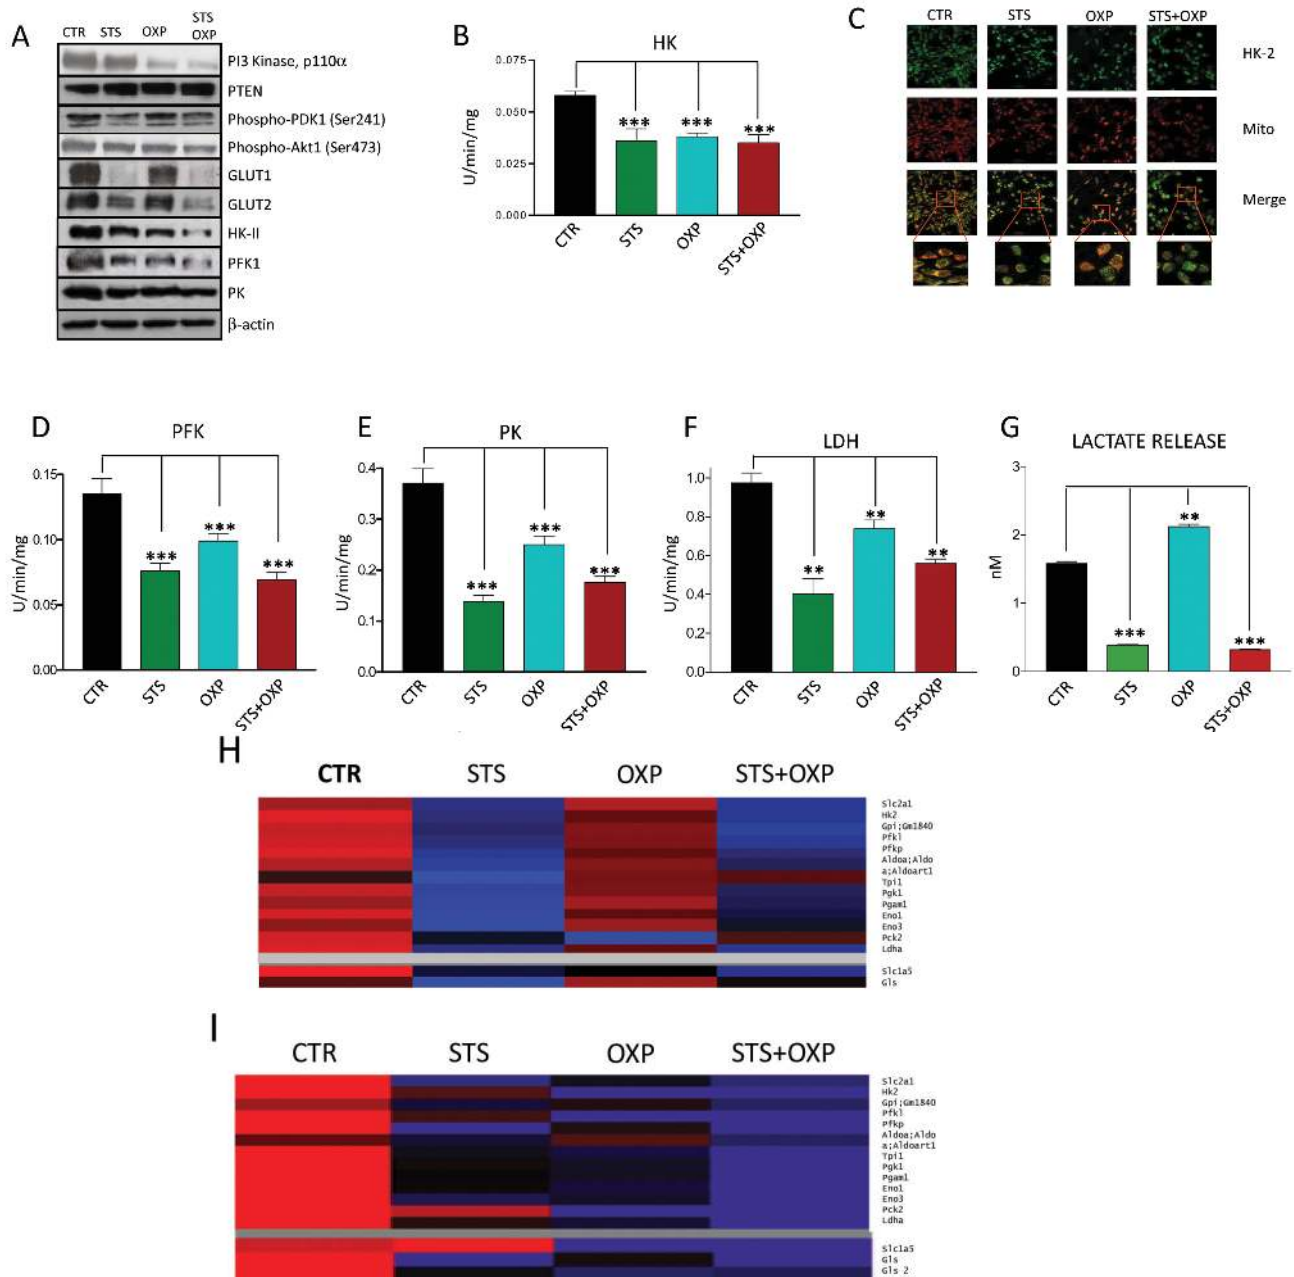 A
CTR STS OXP STS OXP
PI3 Kinase, p110α
PTEN
Phospho-PDK1 (Ser241)
Phospho-Akt1 (Ser473)
GLUT1
GLUT2
HK-II
PFK1
PK
β-actin
B
HK
0.075
0.050
0.025
0.000
U/min/mg
*** *** ***
CTR STS OXP STS+OXP
C
CTR STS OXP STS+OXP
HK-2
Mito
Merge
D
PFK
0.15
0.10
0.05
0.00
U/min/mg
*** *** ***
CTR STS OXP STS+OXP
E
PK
0.4
0.3
0.2
0.1
0.0
U/min/mg
*** *** ***
CTR STS OXP STS+OXP
F
LDH
1.0
0.8
0.6
0.4
0.2
0.0
U/min/mg
** ** **
CTR STS OXP STS+OXP
G
LACTATE RELEASE
3
2
1
0
nM
*** ** ***
CTR STS OXP STS+OXP
H
CTR STS OXP STS+OXP
Slc2a1
Hk2
Gpi;Gm1840
Pfkl
Pfkp
Aldoa;Aldo
a;Aldoart1
Tpi1
Pgk1
Pgam1
Eno1
Eno3
Pck2
Ldha
Slc1a5
Gls
I
CTR STS OXP STS+OXP
Slc2a1
Hk2
Gpi;Gm1840
Pfkl
Pfkp
Aldoa;Aldo
a;Aldoart1
Tpi1
Pgk1
Pgam1
Eno1
Eno3
Pck2
Ldha
Slc1a5
Gls
Gls 2